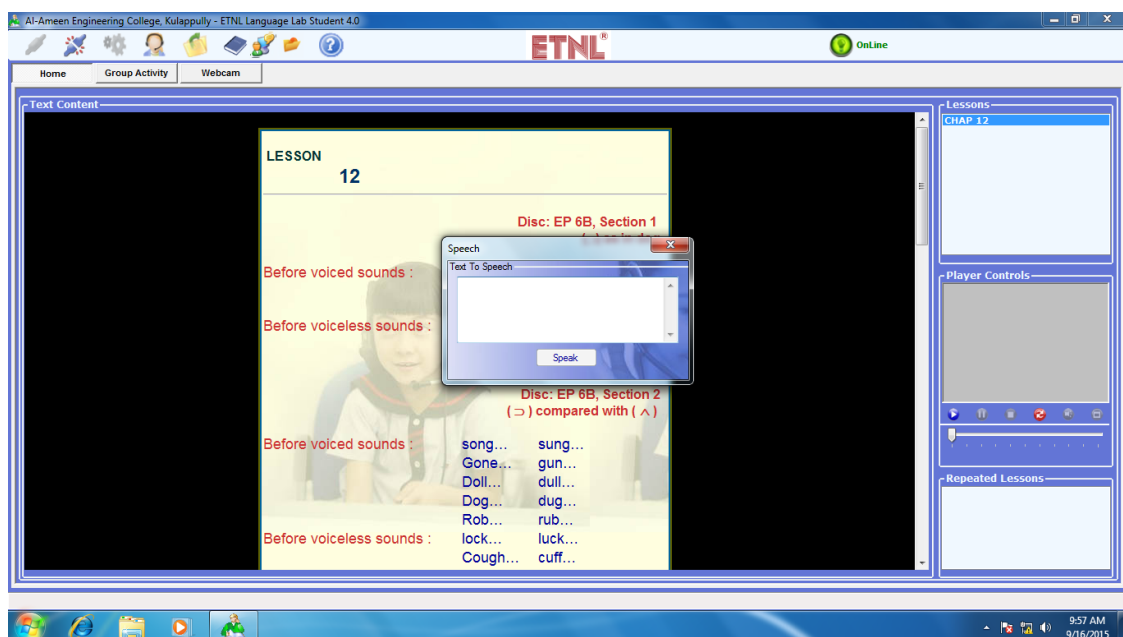 Al-Ameen Engineering College, Kulappully - ETNL Language Lab Student 4.0
ETNL®
OnLine
Home Group Activity Webcam
Text Content
LESSON
12
Disc: EP 6B, Section 1
Before voiced sounds :
Before voiceless sounds :
Disc: EP 6B, Section 2
(⊃) compared with (∧)
Before voiced sounds : song... sung...
Gone... gun...
Doll... dull...
Dog... dug...
Rob... rub...
Before voiceless sounds : lock... luck...
Cough... cuff...
Speech
Text To Speech
Speak
Lessons
CHAP 12
Player Controls
Repeated Lessons
9:57 AM
9/16/2015